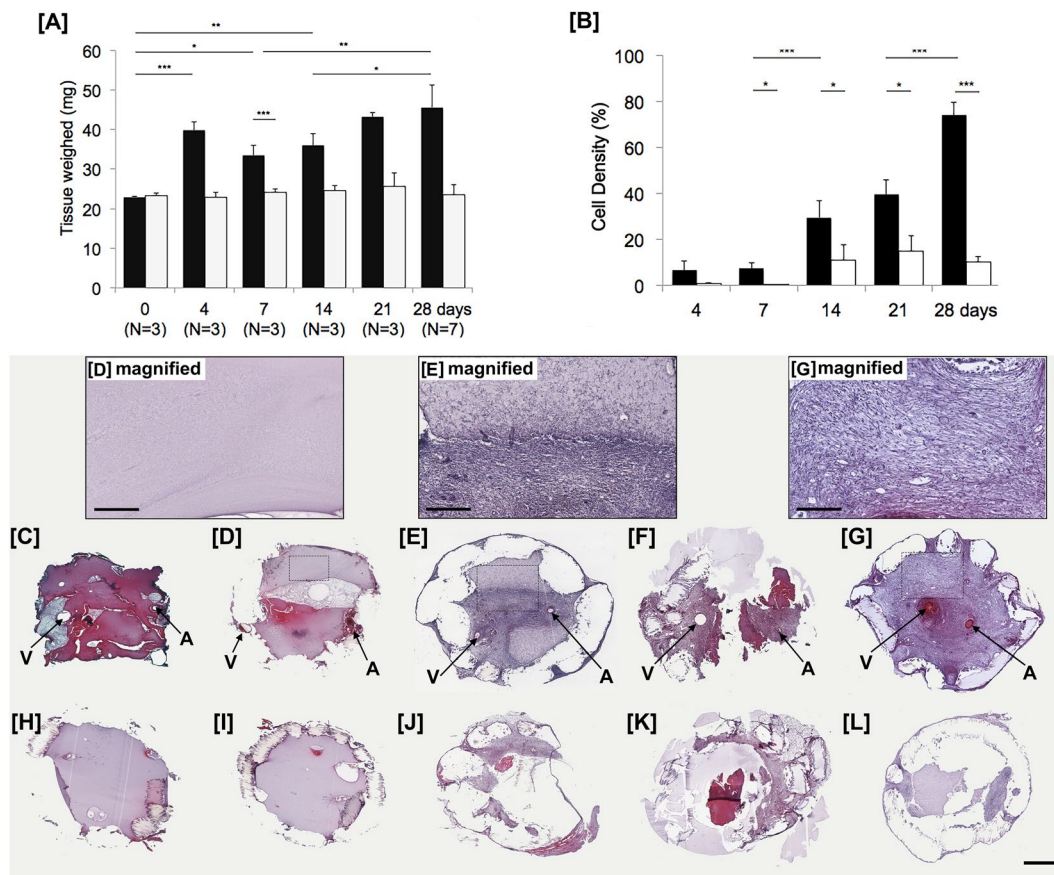 [A]
Tissue weighed (mg)
60
50
40
30
20
10
0
**
*
**
***
*
***
0 4 7 14 21 28 days
(N=3) (N=3) (N=3) (N=3) (N=3) (N=7)
[B]
Cell Density (%)
100
80
60
40
20
0
*** ***
* * * ***
4 7 14 21 28 days
[D] magnified
[E] magnified
[G] magnified
[C] [D] [E] [F] [G]
V A V A V A V A V A
[H] [I] [J] [K] [L]